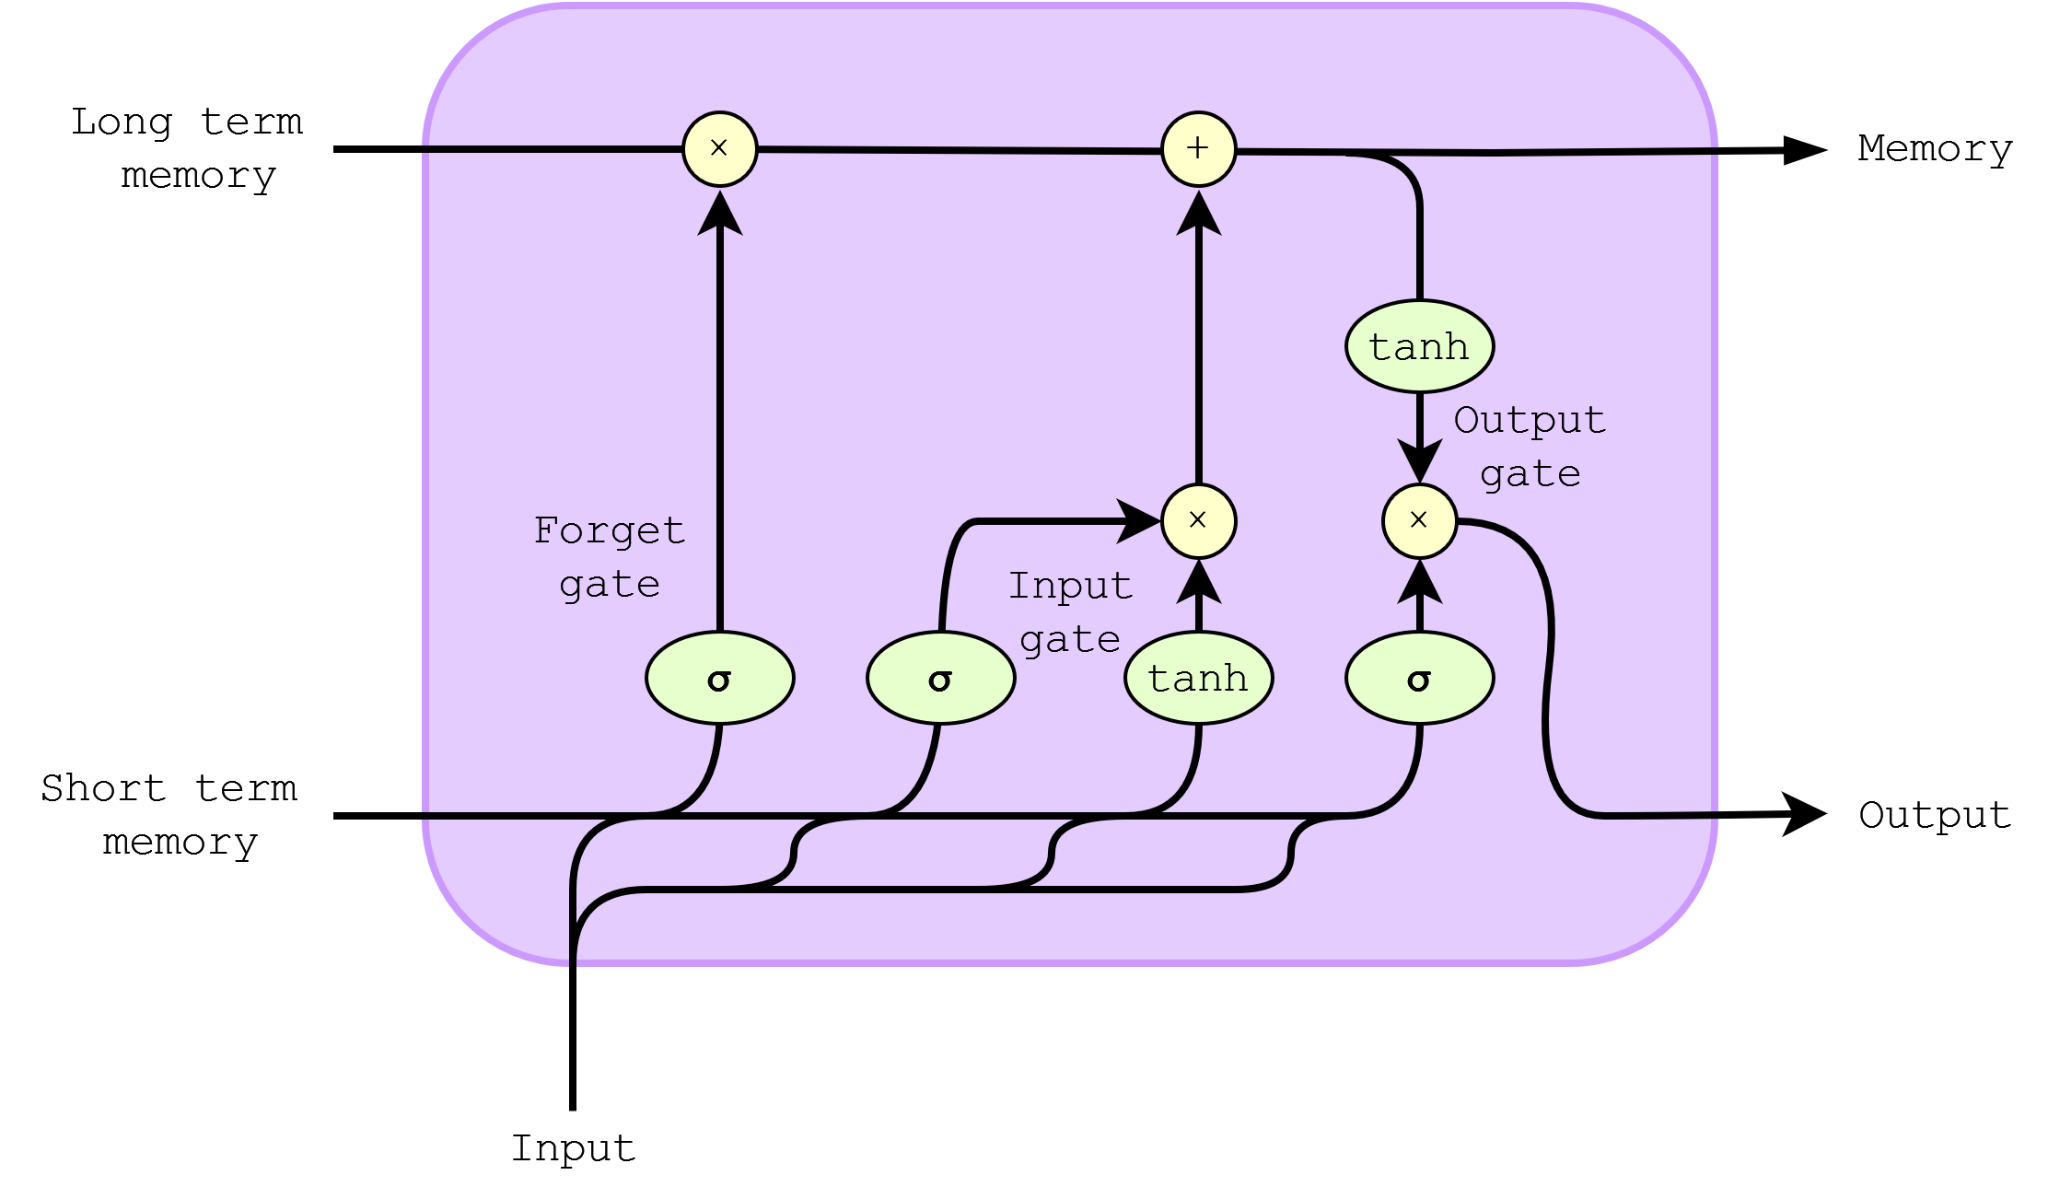 Long term
memory
×
+
Memory
tanh
Output
gate
Forget
gate
×
×
Input
gate
σ
σ
tanh
σ
Short term
memory
Output
Input